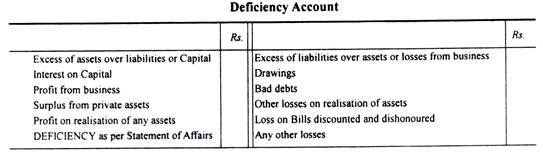 Deficiency Account
Rs. Rs.
Excess of assets over liabilities or Capital Excess of liabilities over assets or losses from business
Interest on Capital Drawings
Profit from business Bad debts
Surplus from private assets Other losses on realisation of assets
Profit on realisation of any assets Loss on Bills discounted and dishonoured
DEFICIENCY as per Statement of Affairs Any other losses